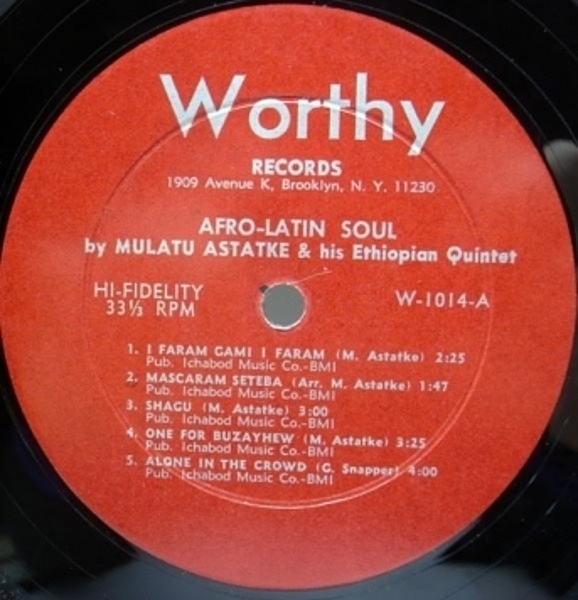 Worthy
RECORDS
1909 Avenue K, Brooklyn, N. Y. 11230
AFRO-LATIN SOUL
by MULATU ASTATKE & his Ethiopian Quintet
HI-FIDELITY
33⅓ RPM
W-1014-A
1. I FARAM GAMI I FARAM (M. Astatke) 2:25
Pub. Ichabod Music Co.-BMI
2. MASCARAM SETEBA (Arr. M. Astatke) 1:47
Pub. Ichabod Music Co.-BMI
3. SHAGU (M. Astatke) 3:00
Pub. Ichabod Music Co.-BMI
4. ONE FOR BUZAYHEW (M. Astatke) 3:25
Pub. Ichabod Music Co.-BMI
5. ALONE IN THE CROWD (G. Snapper) 4:00
Pub. Ichabod Music Co.-BMI